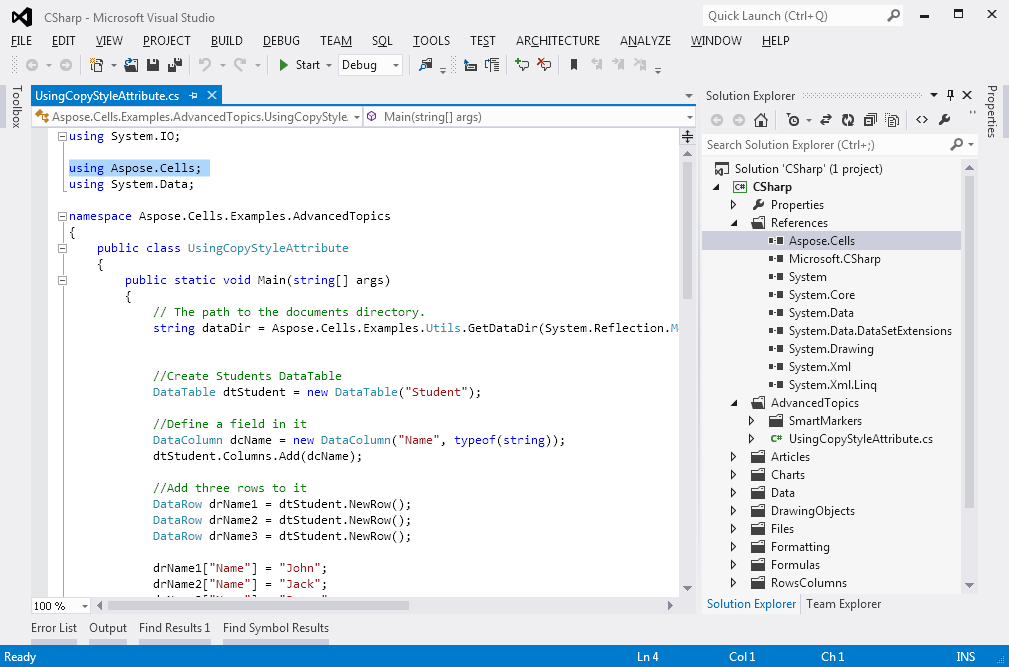 CSharp - Microsoft Visual Studio
Quick Launch (Ctrl+Q)
FILE EDIT VIEW PROJECT BUILD DEBUG TEAM SQL TOOLS TEST ARCHITECTURE ANALYZE WINDOW HELP
Start Debug
Toolbox
UsingCopyStyleAttribute.cs
Aspose.Cells.Examples.AdvancedTopics.UsingCopyStyle. Main(string[] args)
using System.IO;
using Aspose.Cells;
using System.Data;
namespace Aspose.Cells.Examples.AdvancedTopics
{
public class UsingCopyStyleAttribute
{
public static void Main(string[] args)
{
// The path to the documents directory.
string dataDir = Aspose.Cells.Examples.Utils.GetDataDir(System.Reflection.M
//Create Students DataTable
DataTable dtStudent = new DataTable("Student");
//Define a field in it
DataColumn dcName = new DataColumn("Name", typeof(string));
dtStudent.Columns.Add(dcName);
//Add three rows to it
DataRow drName1 = dtStudent.NewRow();
DataRow drName2 = dtStudent.NewRow();
DataRow drName3 = dtStudent.NewRow();
drName1["Name"] = "John";
drName2["Name"] = "Jack";
100 %
Solution Explorer
Properties
Search Solution Explorer (Ctrl+;)
Solution 'CSharp' (1 project)
C# CSharp
Properties
References
Aspose.Cells
Microsoft.CSharp
System
System.Core
System.Data
System.Data.DataSetExtensions
System.Drawing
System.Xml
System.Xml.Linq
AdvancedTopics
SmartMarkers
C# UsingCopyStyleAttribute.cs
Articles
Charts
Data
DrawingObjects
Files
Formatting
Formulas
RowsColumns
Solution Explorer Team Explorer
Error List Output Find Results 1 Find Symbol Results
Ready Ln 4 Col 1 Ch 1 INS